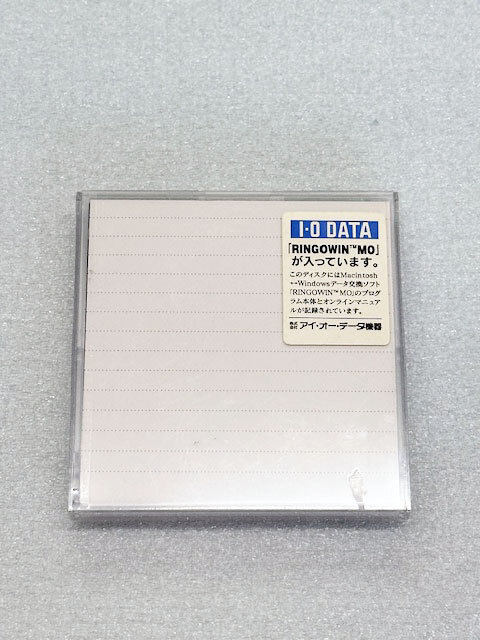 I·O DATA
「RINGOWIN™MO」
が入っています。
このディスクにはMacintosh
↔Windowsデータ交換ソフト
「RINGOWIN™MO」のプログ
ラム本体とオンラインマニュア
ルが記録されています。
株式会社 アイ・オー・データ機器